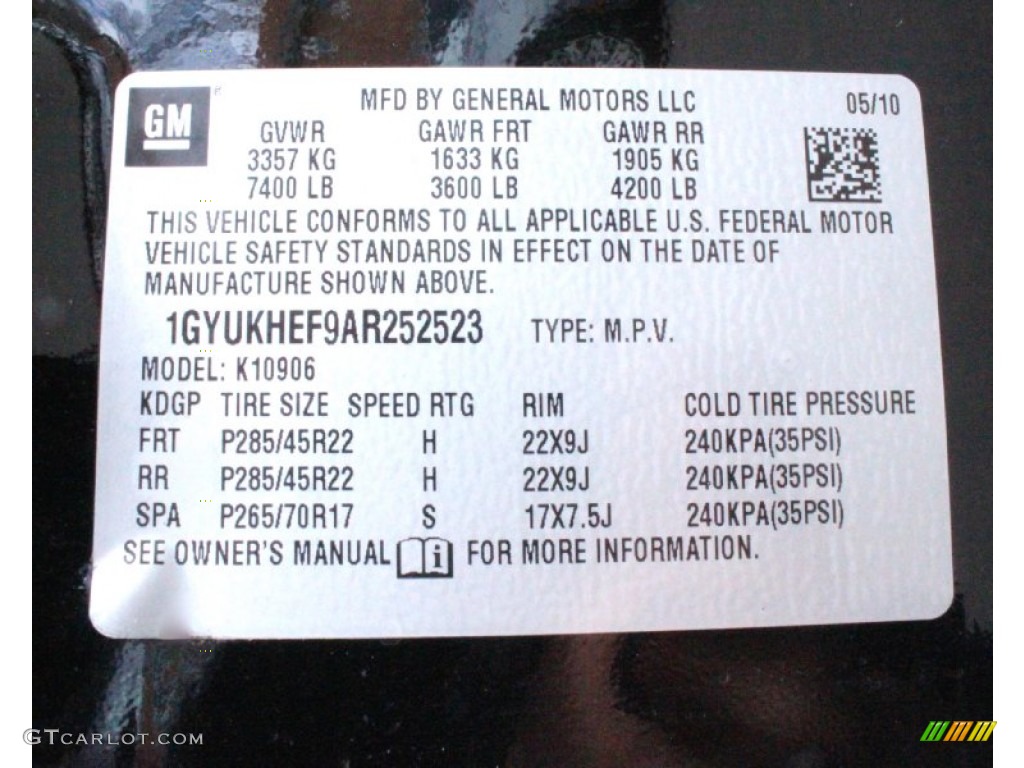 GM ® MFD BY GENERAL MOTORS LLC 05/10
GVWR GAWR FRT GAWR RR
3357 KG 1633 KG 1905 KG
7400 LB 3600 LB 4200 LB
THIS VEHICLE CONFORMS TO ALL APPLICABLE U.S. FEDERAL MOTOR
VEHICLE SAFETY STANDARDS IN EFFECT ON THE DATE OF
MANUFACTURE SHOWN ABOVE.
1GYUKHEF9AR252523 TYPE: M.P.V.
MODEL: K10906
KDGP TIRE SIZE SPEED RTG RIM COLD TIRE PRESSURE
FRT P285/45R22 H 22X9J 240KPA(35PSI)
RR P285/45R22 H 22X9J 240KPA(35PSI)
SPA P265/70R17 S 17X7.5J 240KPA(35PSI)
SEE OWNER'S MANUAL i FOR MORE INFORMATION.
GTCARLOT.COM